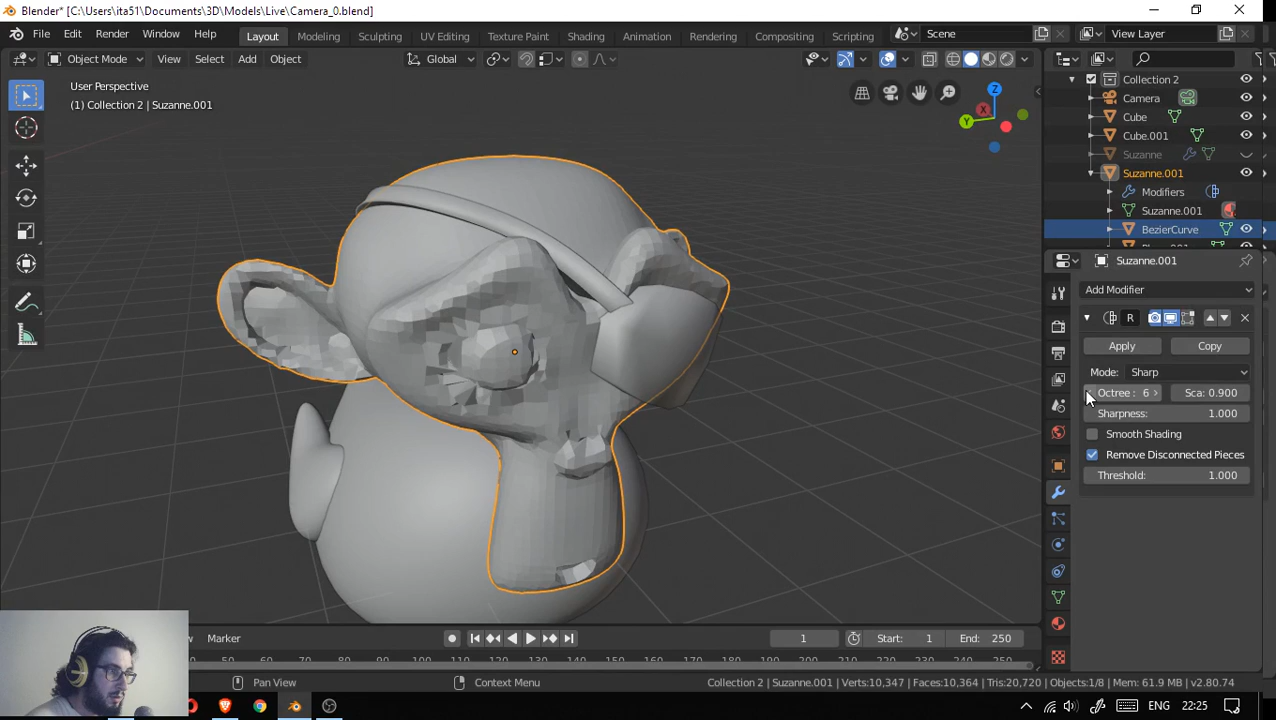 Blender* [C:\Users\ita51\Documents\3D\Models\Live\Camera_0.blend]
File Edit Render Window Help Layout Modeling Sculpting UV Editing Texture Paint Shading Animation Rendering Compositing Scripting Scene View Layer
Object Mode View Select Add Object Global
User Perspective
(1) Collection 2 | Suzanne.001
Z
X
Y
Collection 2
Camera
Cube
Cube.001
Suzanne
Suzanne.001
Modifiers
Suzanne.001
BezierCurve
Suzanne.001
Add Modifier
R
Apply Copy
Mode: Sharp
Octree : 6 Sca: 0.900
Sharpness: 1.000
Smooth Shading
Remove Disconnected Pieces
Threshold: 1.000
Marker 1 Start: 1 End: 250
50 60 70 80 90 100 110 120 130 140 150 160 170 180 190 200 210 220 230 240 250
Pan View Context Menu Collection 2 | Suzanne.001 | Verts:10,347 | Faces:10,364 | Tris:20,720 | Objects:1/8 | Mem: 61.9 MB | v2.80.74
ENG 22:25